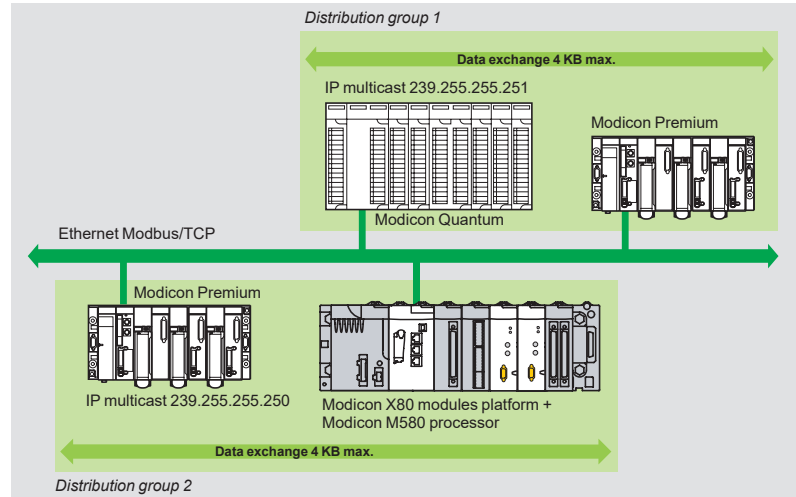 Distribution group 1
Data exchange 4 KB max.
IP multicast 239.255.255.251
Modicon Premium
Modicon Quantum
Ethernet Modbus/TCP
Modicon Premium
IP multicast 239.255.255.250
Modicon X80 modules platform +
Modicon M580 processor
Data exchange 4 KB max.
Distribution group 2